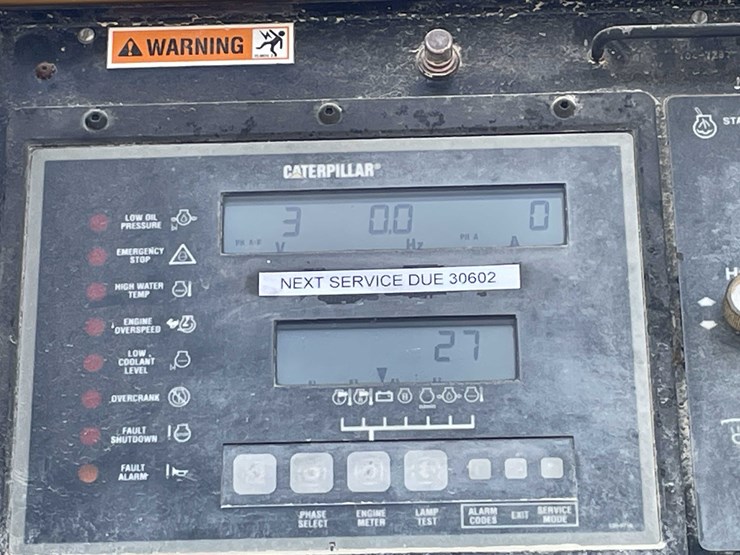 WARNING
STA
CATERPILLAR®
3 0.0 0
V Hz PH A A
LOW OIL
PRESSURE
EMERGENCY
STOP
NEXT SERVICE DUE 30602
HIGH WATER
TEMP
ENGINE
OVERSPEED
27
LOW
COOLANT
LEVEL
OVERCRANK
FAULT
SHUTDOWN
FAULT
ALARM
PHASE
SELECT
ENGINE
METER
LAMP
TEST
ALARM
CODES
EXIT
SERVICE
MODE